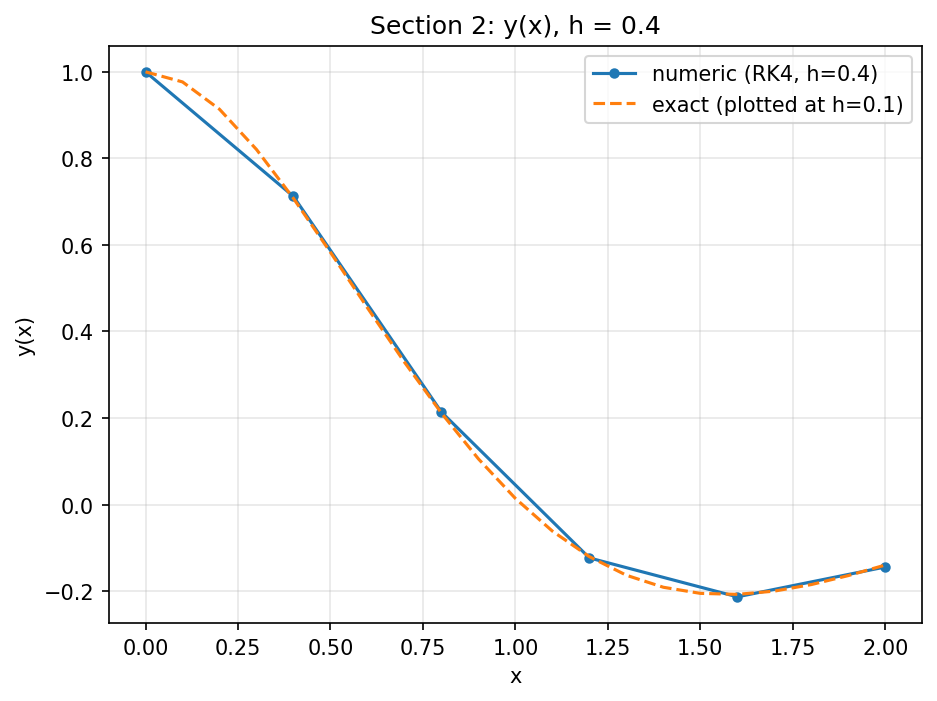 Section 2: y(x), h = 0.4
numeric (RK4, h=0.4)
exact (plotted at h=0.1)
y(x)
1.0
0.8
0.6
0.4
0.2
0.0
−0.2
0.00 0.25 0.50 0.75 1.00 1.25 1.50 1.75 2.00
x